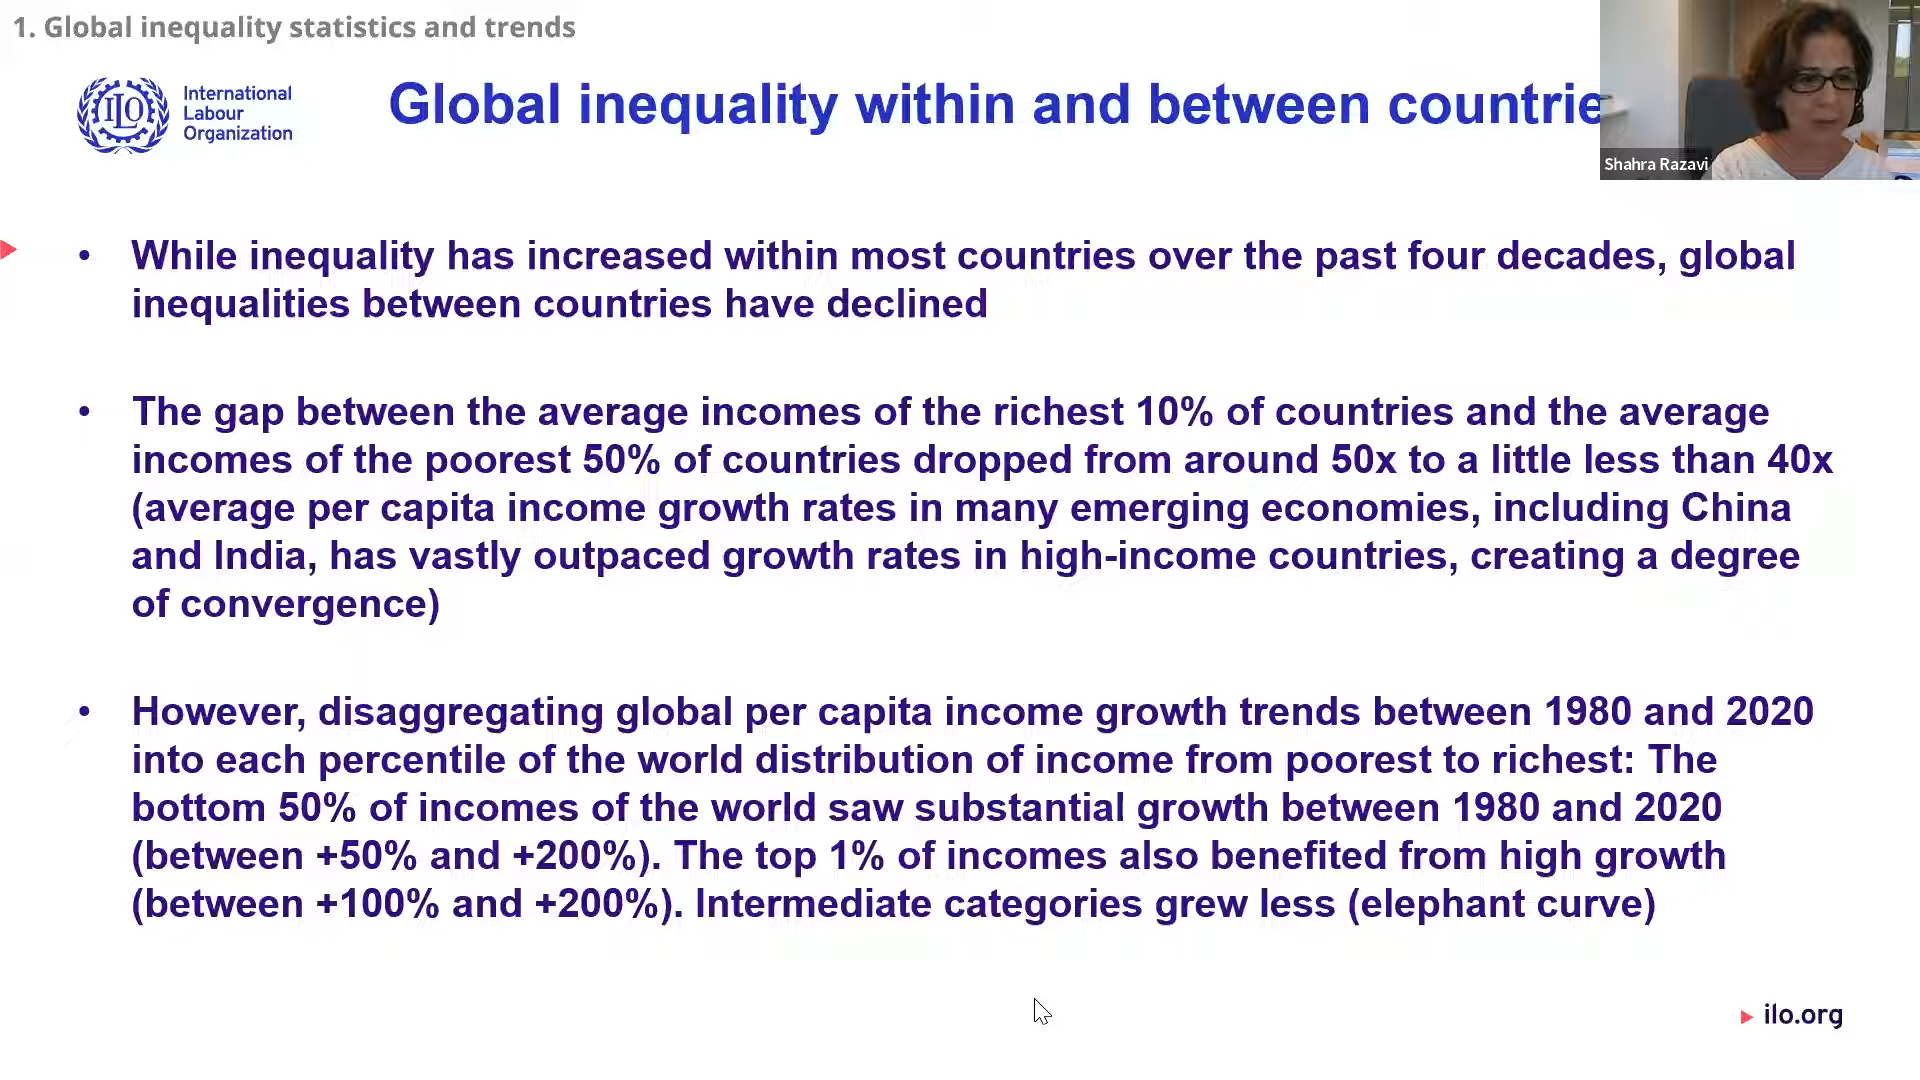 1. Global inequality statistics and trends
ILO
International
Labour
Organization
Global inequality within and between countrie
Shahra Razavi
• While inequality has increased within most countries over the past four decades, global
inequalities between countries have declined
• The gap between the average incomes of the richest 10% of countries and the average
incomes of the poorest 50% of countries dropped from around 50x to a little less than 40x
(average per capita income growth rates in many emerging economies, including China
and India, has vastly outpaced growth rates in high-income countries, creating a degree
of convergence)
• However, disaggregating global per capita income growth trends between 1980 and 2020
into each percentile of the world distribution of income from poorest to richest: The
bottom 50% of incomes of the world saw substantial growth between 1980 and 2020
(between +50% and +200%). The top 1% of incomes also benefited from high growth
(between +100% and +200%). Intermediate categories grew less (elephant curve)
ilo.org